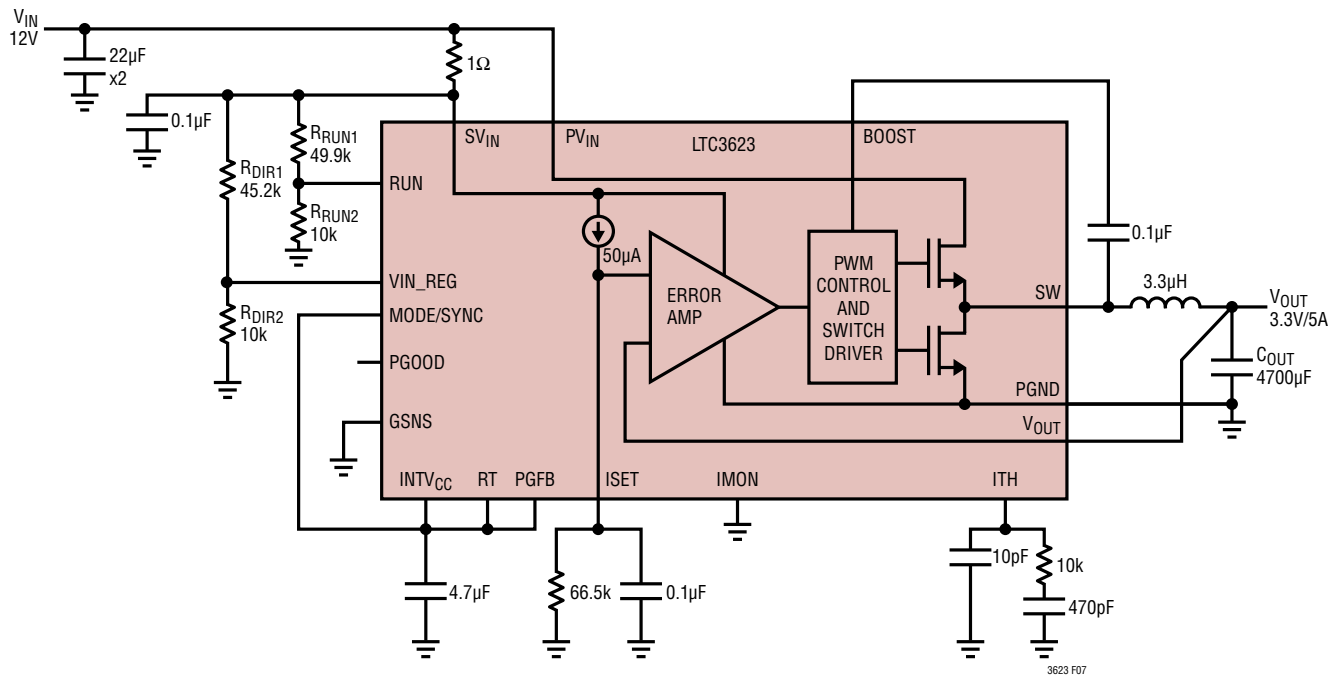 VIN
12V
22µF
x2
1Ω
0.1µF
RDIR1
45.2k
RRUN1
49.9k
RRUN2
10k
RDIR2
10k
SVIN
PVIN
LTC3623
BOOST
RUN
VIN_REG
MODE/SYNC
PGOOD
GSNS
50µA
ERROR
AMP
PWM
CONTROL
AND
SWITCH
DRIVER
SW
PGND
VOUT
0.1µF
3.3µH
VOUT
3.3V/5A
COUT
4700µF
INTVCC
RT
PGFB
ISET
IMON
ITH
4.7µF
66.5k
0.1µF
10pF
10k
470pF
3623 F07